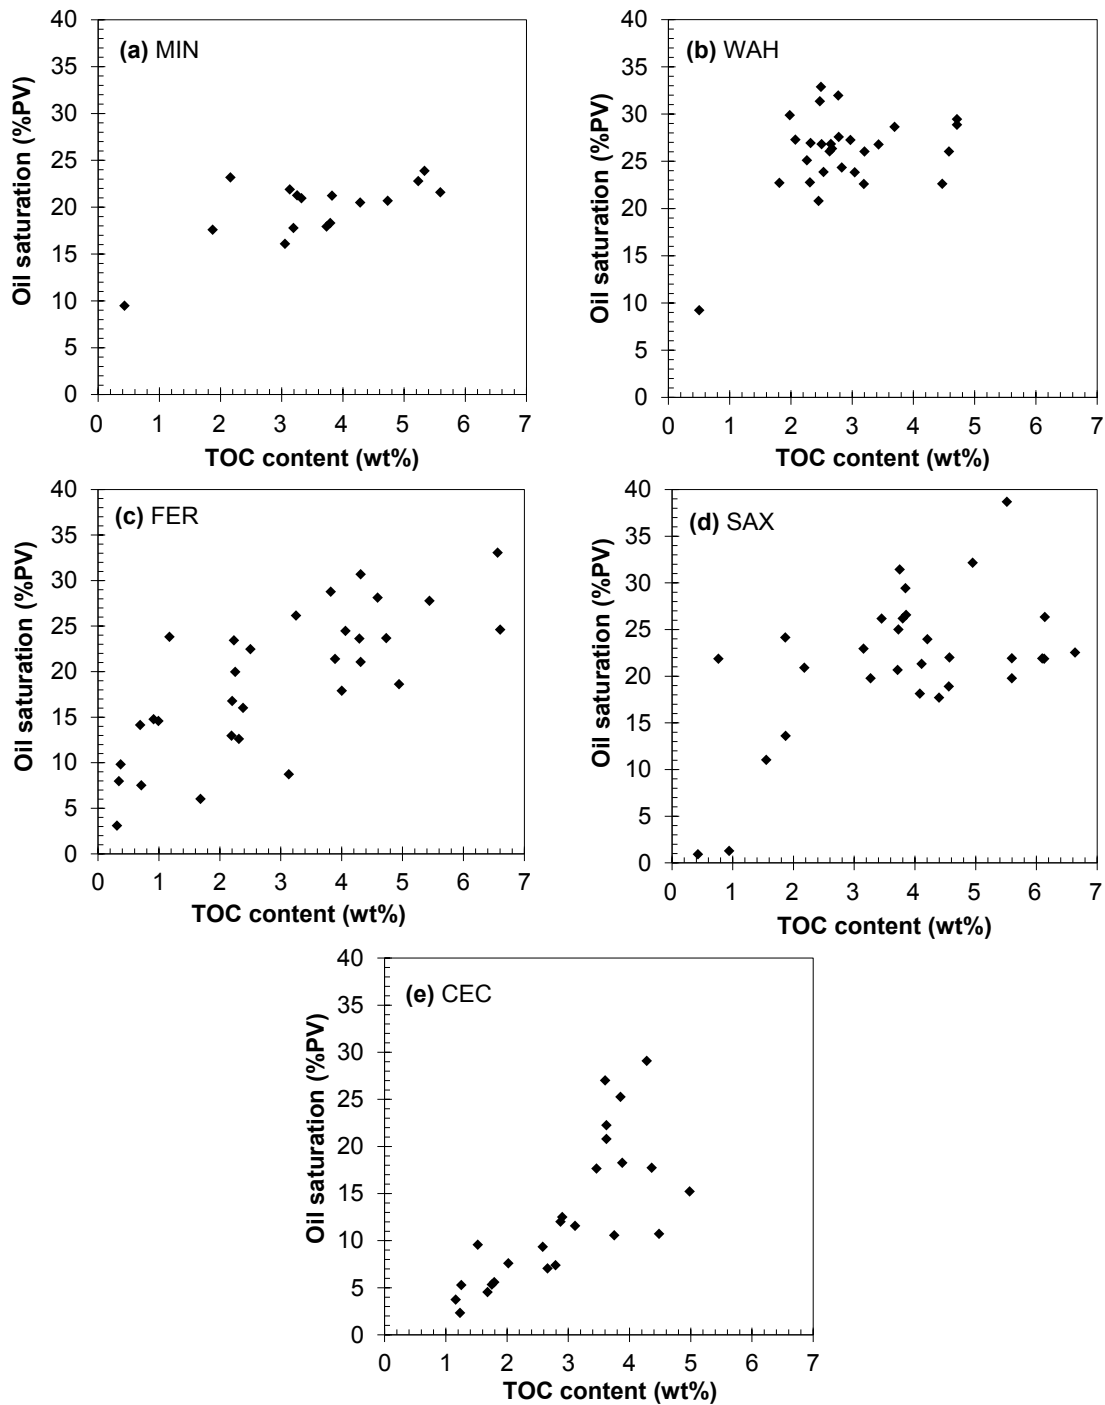 (a) MIN
Oil saturation (%PV)
40
35
30
25
20
15
10
5
0
0 1 2 3 4 5 6 7
TOC content (wt%)
(b) WAH
Oil saturation (%PV)
40
35
30
25
20
15
10
5
0
0 1 2 3 4 5 6 7
TOC content (wt%)
(c) FER
Oil saturation (%PV)
40
35
30
25
20
15
10
5
0
0 1 2 3 4 5 6 7
TOC content (wt%)
(d) SAX
Oil saturation (%PV)
40
35
30
25
20
15
10
5
0
0 1 2 3 4 5 6 7
TOC content (wt%)
(e) CEC
Oil saturation (%PV)
40
35
30
25
20
15
10
5
0
0 1 2 3 4 5 6 7
TOC content (wt%)